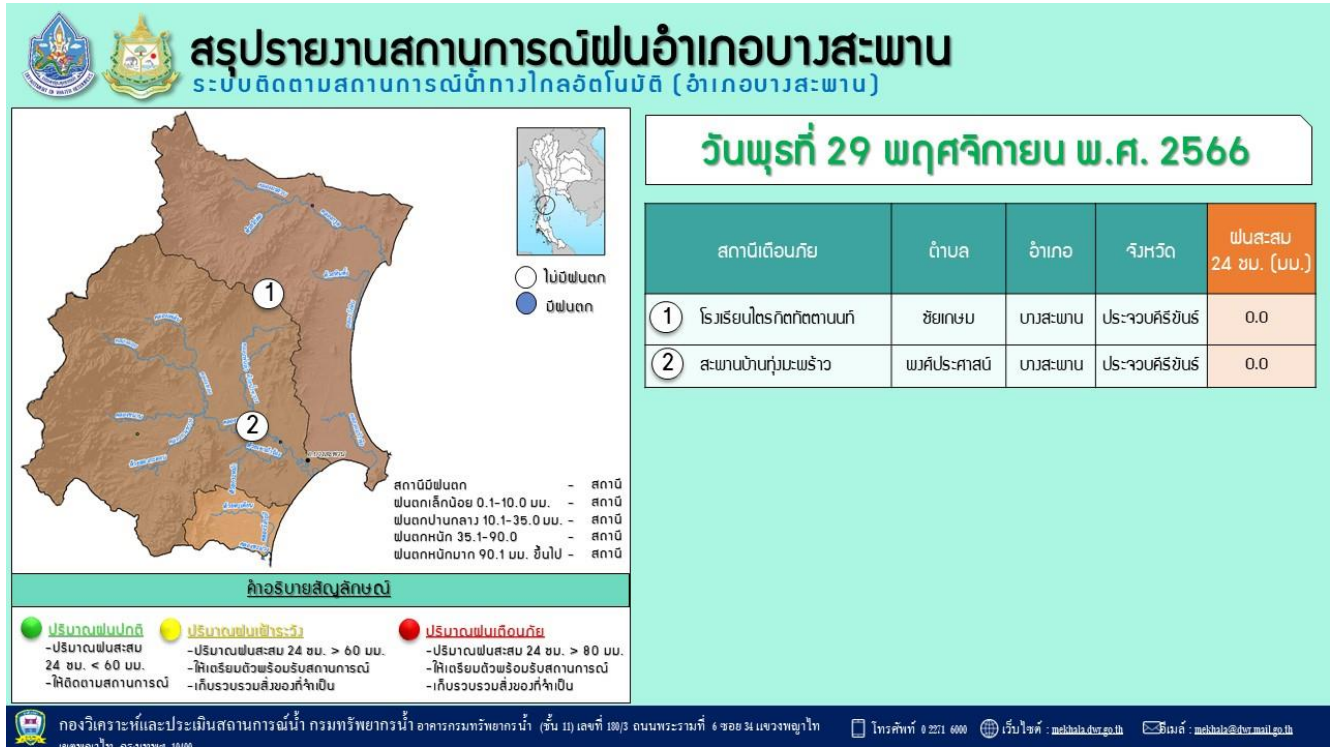 สรุปรายงานสถานการณ์ฝนอำเภอบางสะพาน
ระบบติดตามสถานการณ์น้ำทางไกลอัตโนมัติ (อำเภอบางสะพาน)
วันพุธที่ 29 พฤศจิกายน พ.ศ. 2566
ไม่มีฝนตก
มีฝนตก
1
2
สถานีมีฝนตก - สถานี
ฝนตกเล็กน้อย 0.1-10.0 มม. - สถานี
ฝนตกปานกลาง 10.1-35.0 มม. - สถานี
ฝนตกหนัก 35.1-90.0 - สถานี
ฝนตกหนักมาก 90.1 มม. ขึ้นไป - สถานี
สถานีเตือนภัย ตำบล อำเภอ จังหวัด ฝนสะสม
24 ชม. (มม.)
1 โรงเรียนไตรกิตทัตตานนท์ ชัยเกษม บางสะพาน ประจวบคีรีขันธ์ 0.0
2 สะพานบ้านทุ่งมะพร้าว พงศ์ประศาสน์ บางสะพาน ประจวบคีรีขันธ์ 0.0
คำอธิบายสัญลักษณ์
ปริมาณฝนปกติ
-ปริมาณฝนสะสม
24 ชม. < 60 มม.
-ให้ติดตามสถานการณ์
ปริมาณฝนเฝ้าระวัง
-ปริมาณฝนสะสม 24 ชม. > 60 มม.
-ให้เตรียมตัวพร้อมรับสถานการณ์
-เก็บรวบรวมสิ่งของที่จำเป็น
ปริมาณฝนเตือนภัย
-ปริมาณฝนสะสม 24 ชม. > 80 มม.
-ให้เตรียมตัวพร้อมรับสถานการณ์
-เก็บรวบรวมสิ่งของที่จำเป็น
กองวิเคราะห์และประเมินสถานการณ์น้ำ กรมทรัพยากรน้ำ อาคารกรมทรัพยากรน้ำ (ชั้น 11) เลขที่ 180/3 ถนนพระรามที่ 6 ซอย 34 แขวงพญาไท
โทรศัพท์ 0 2271 6000 เว็บไซต์ : mekhala.dwr.go.th อีเมล์ : mekhala@dwr.mail.go.th